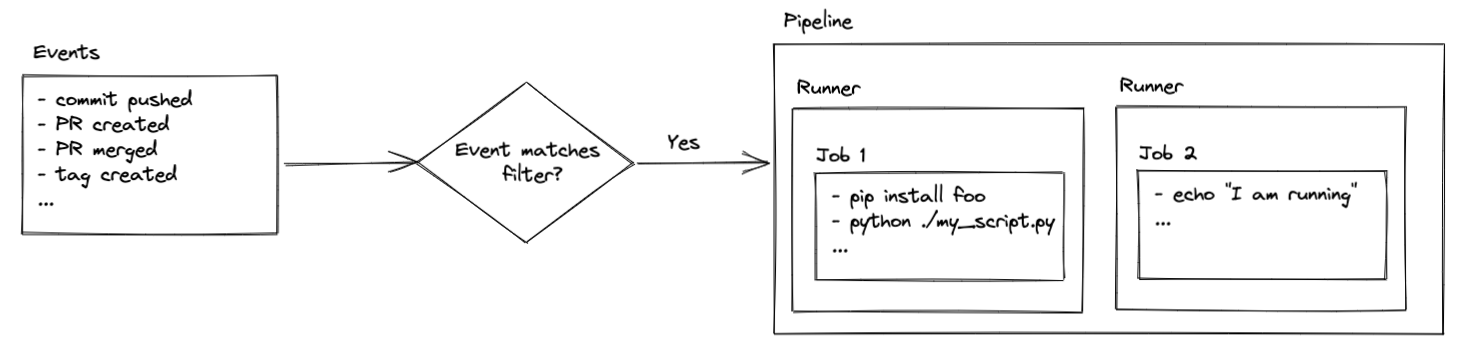 Events
- commit pushed
- PR created
- PR merged
- tag created
...
Event matches
filter?
Yes
Pipeline
Runner
Job 1
- pip install foo
- python ./my_script.py
...
Runner
Job 2
- echo "I am running"
...